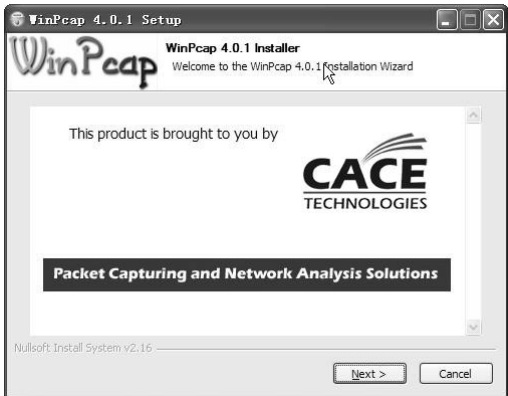 WinPcap 4.0.1 Setup
WinPcap
WinPcap 4.0.1 Installer
Welcome to the WinPcap 4.0.1 Installation Wizard
This product is brought to you by
CACE
TECHNOLOGIES
Packet Capturing and Network Analysis Solutions
Nullsoft Install System v2.16
Next >
Cancel